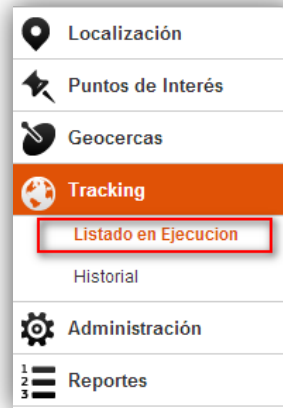 Localización
Puntos de Interés
Geocercas
Tracking
Listado en Ejecucion
Historial
Administración
1
2
3
Reportes